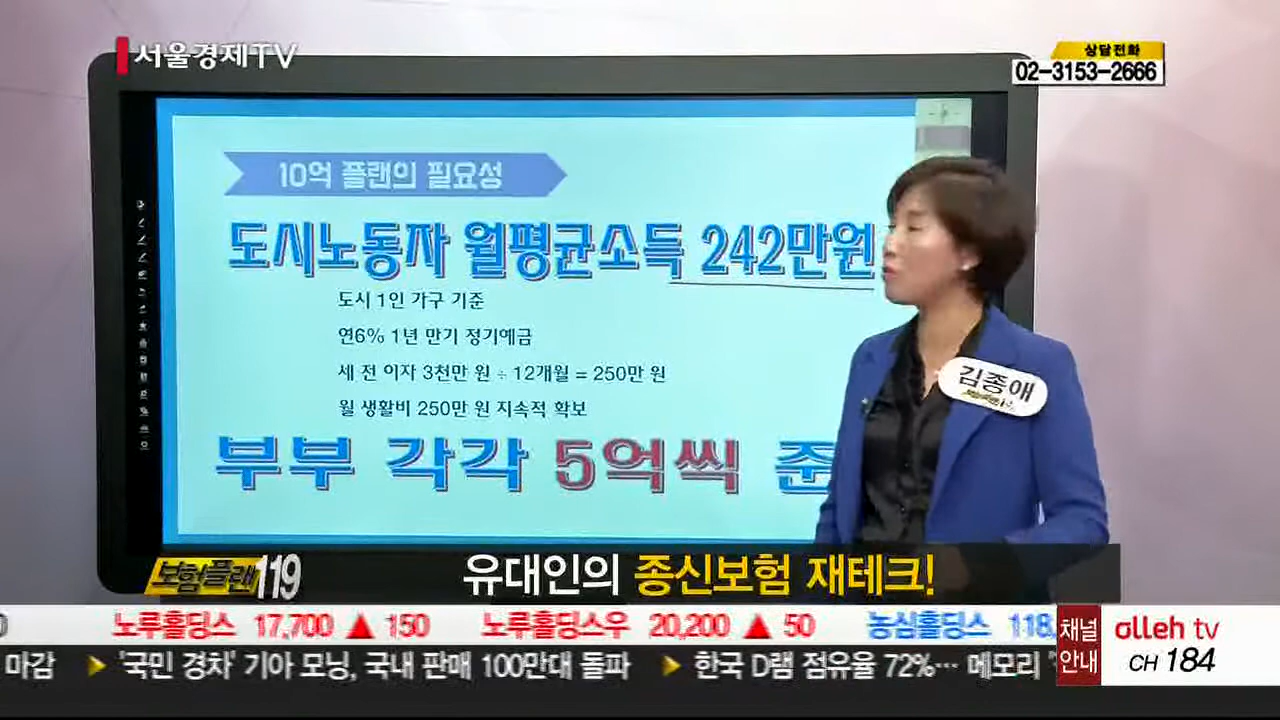 서울경제TV
상담전화
02-3153-2666
10억 플랜의 필요성
도시노동자 월평균소득 242만원
도시 1인 가구 기준
연6% 1년 만기 정기예금
세 전 이자 3천만 원 ÷ 12개월 = 250만 원
월 생활비 250만 원 지속적 확보
부부 각각 5억씩 준
김종애
보험플랜119
유대인의 종신보험 재테크!
노루홀딩스 17,700 ▲ 150 노루홀딩스우 20,200 ▲ 50 농심홀딩스 118,
마감 ▶ '국민 경차' 기아 모닝, 국내 판매 100만대 돌파 ▶ 한국 D램 점유율 72%… 메모리
채널안내
olleh tv
CH 184